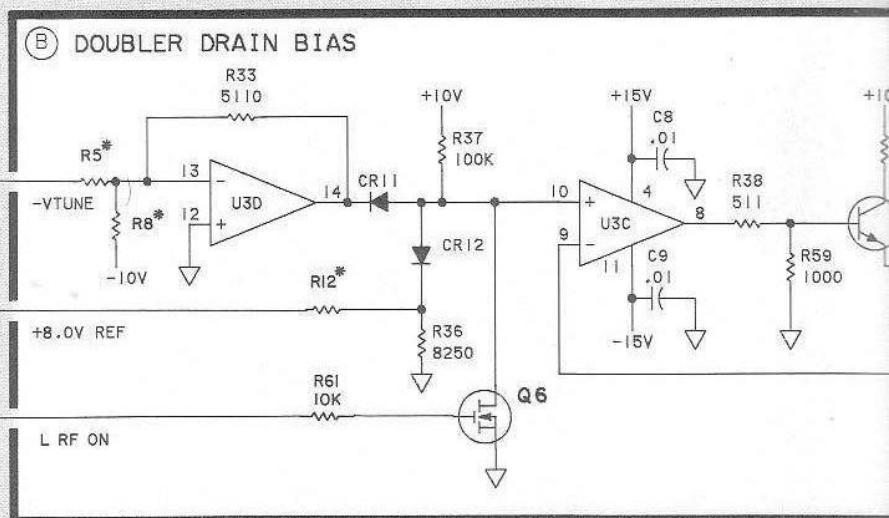 B DOUBLER DRAIN BIAS
R33
5110
+10V
+15V
C8
.01
R5*
R37
100K
13
-
14
CR11
10
+
4
R38
511
-VTUNE
U3D
U3C
8
12
+
9
-
R8*
CR12
11
R59
1000
-10V
R12*
C9
.01
+8.0V REF
R36
8250
-15V
R61
10K
Q6
L RF ON